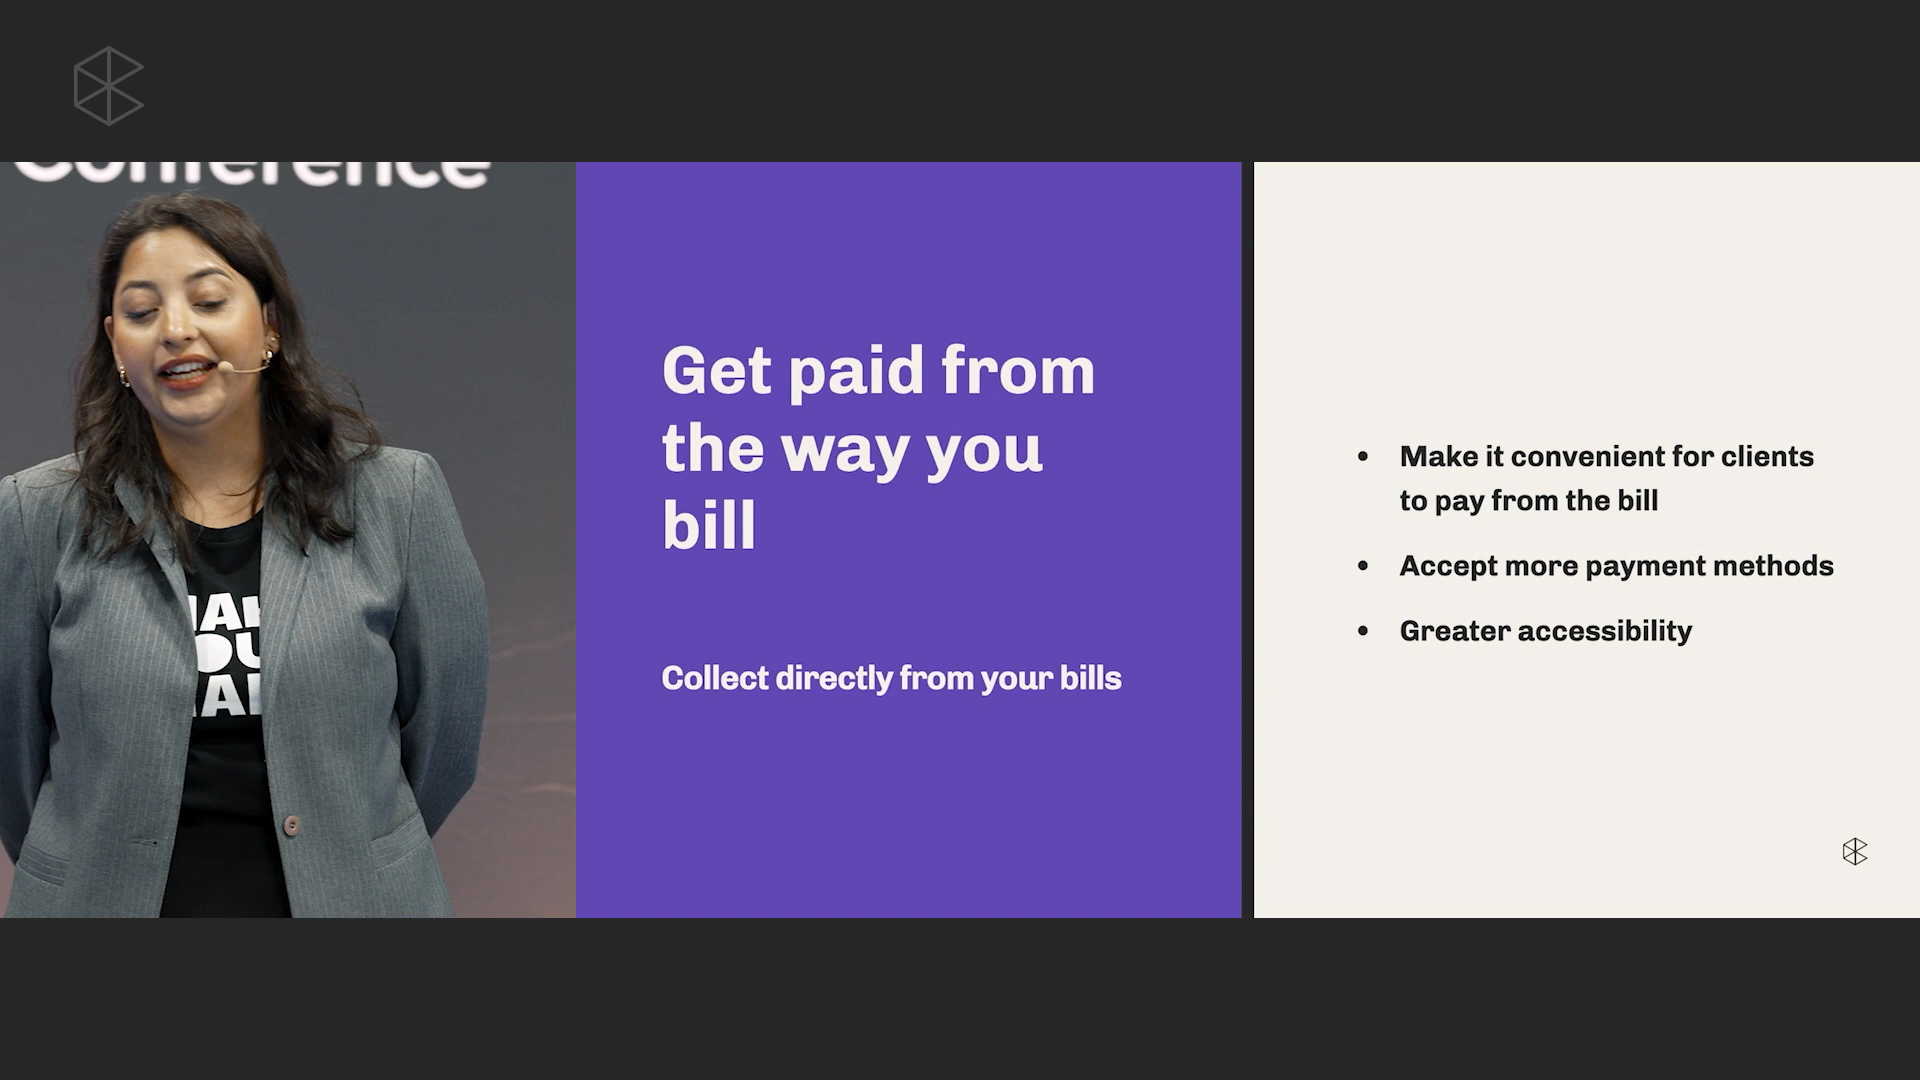 Conference
Get paid from
the way you
bill
Collect directly from your bills
• Make it convenient for clients
to pay from the bill
• Accept more payment methods
• Greater accessibility